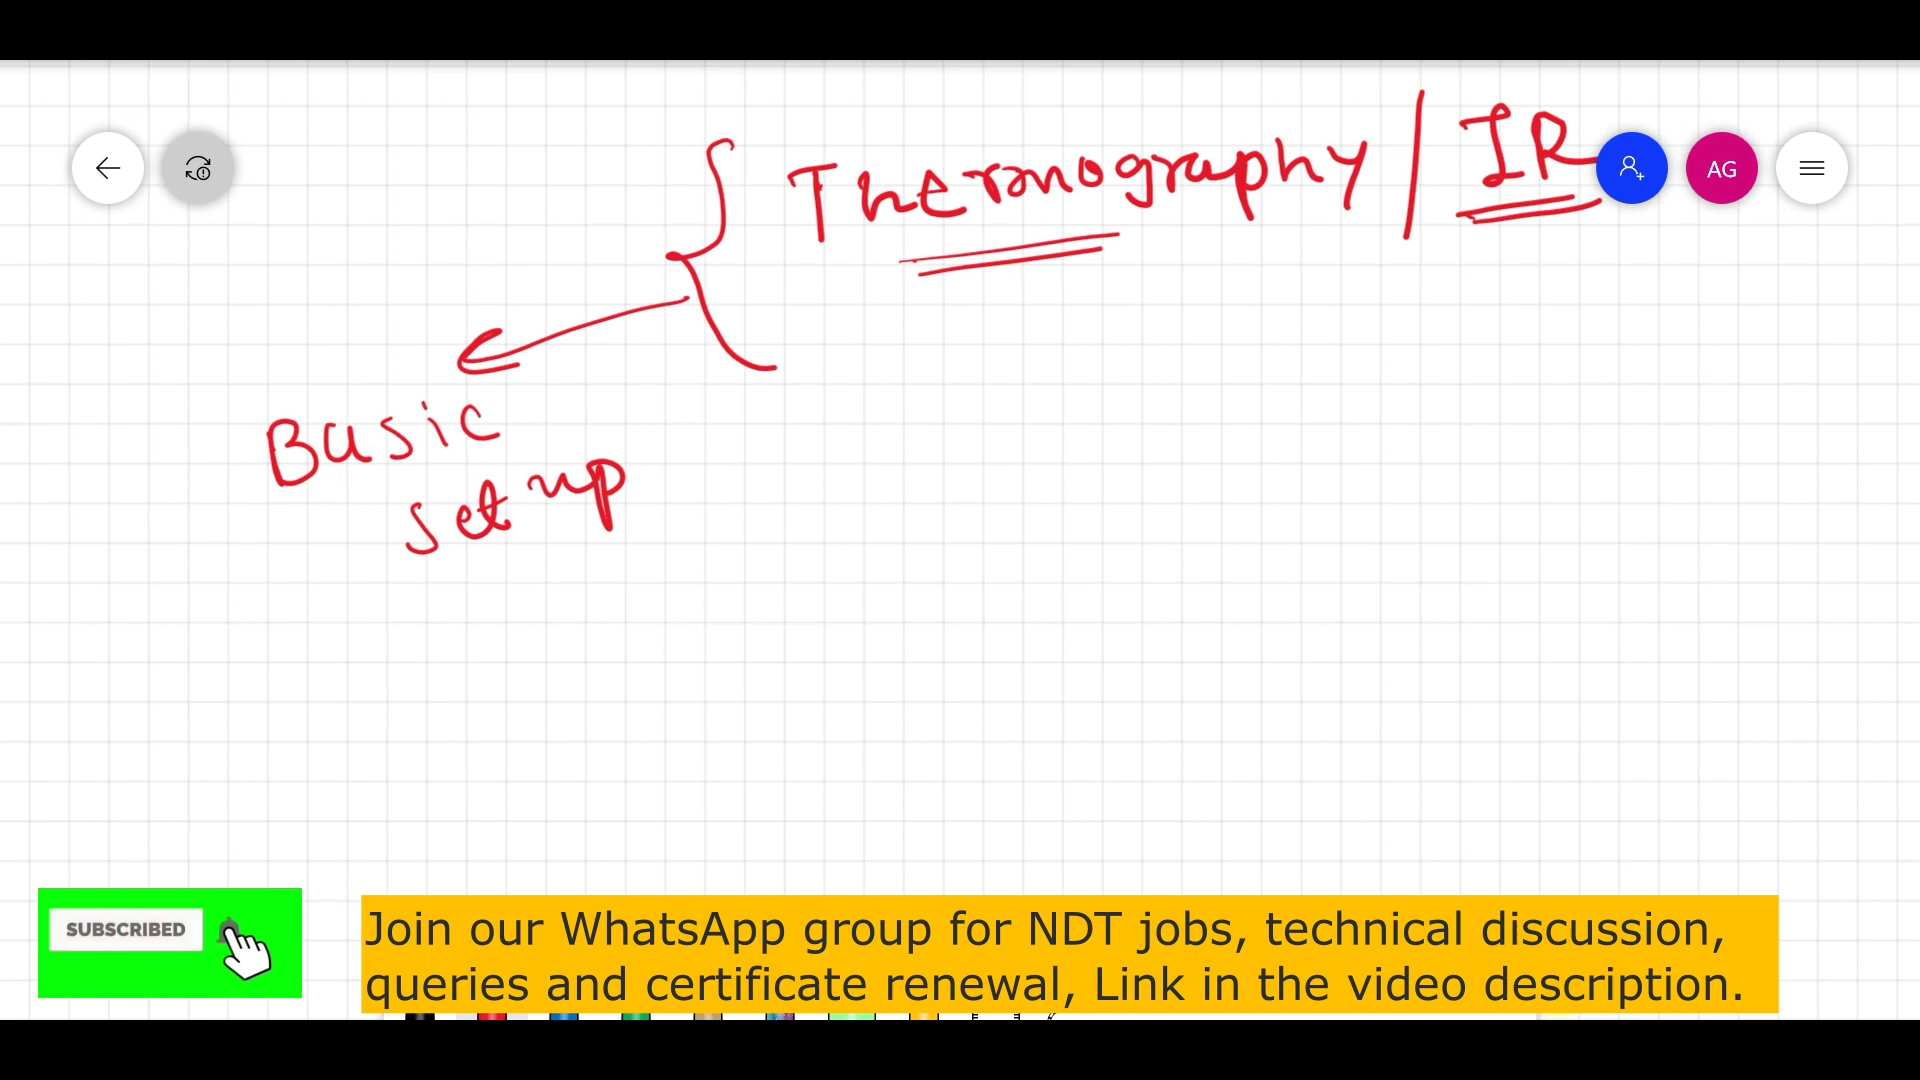 Thermography / IR
AG
Basic
set up
SUBSCRIBED
Join our WhatsApp group for NDT jobs, technical discussion,
queries and certificate renewal, Link in the video description.